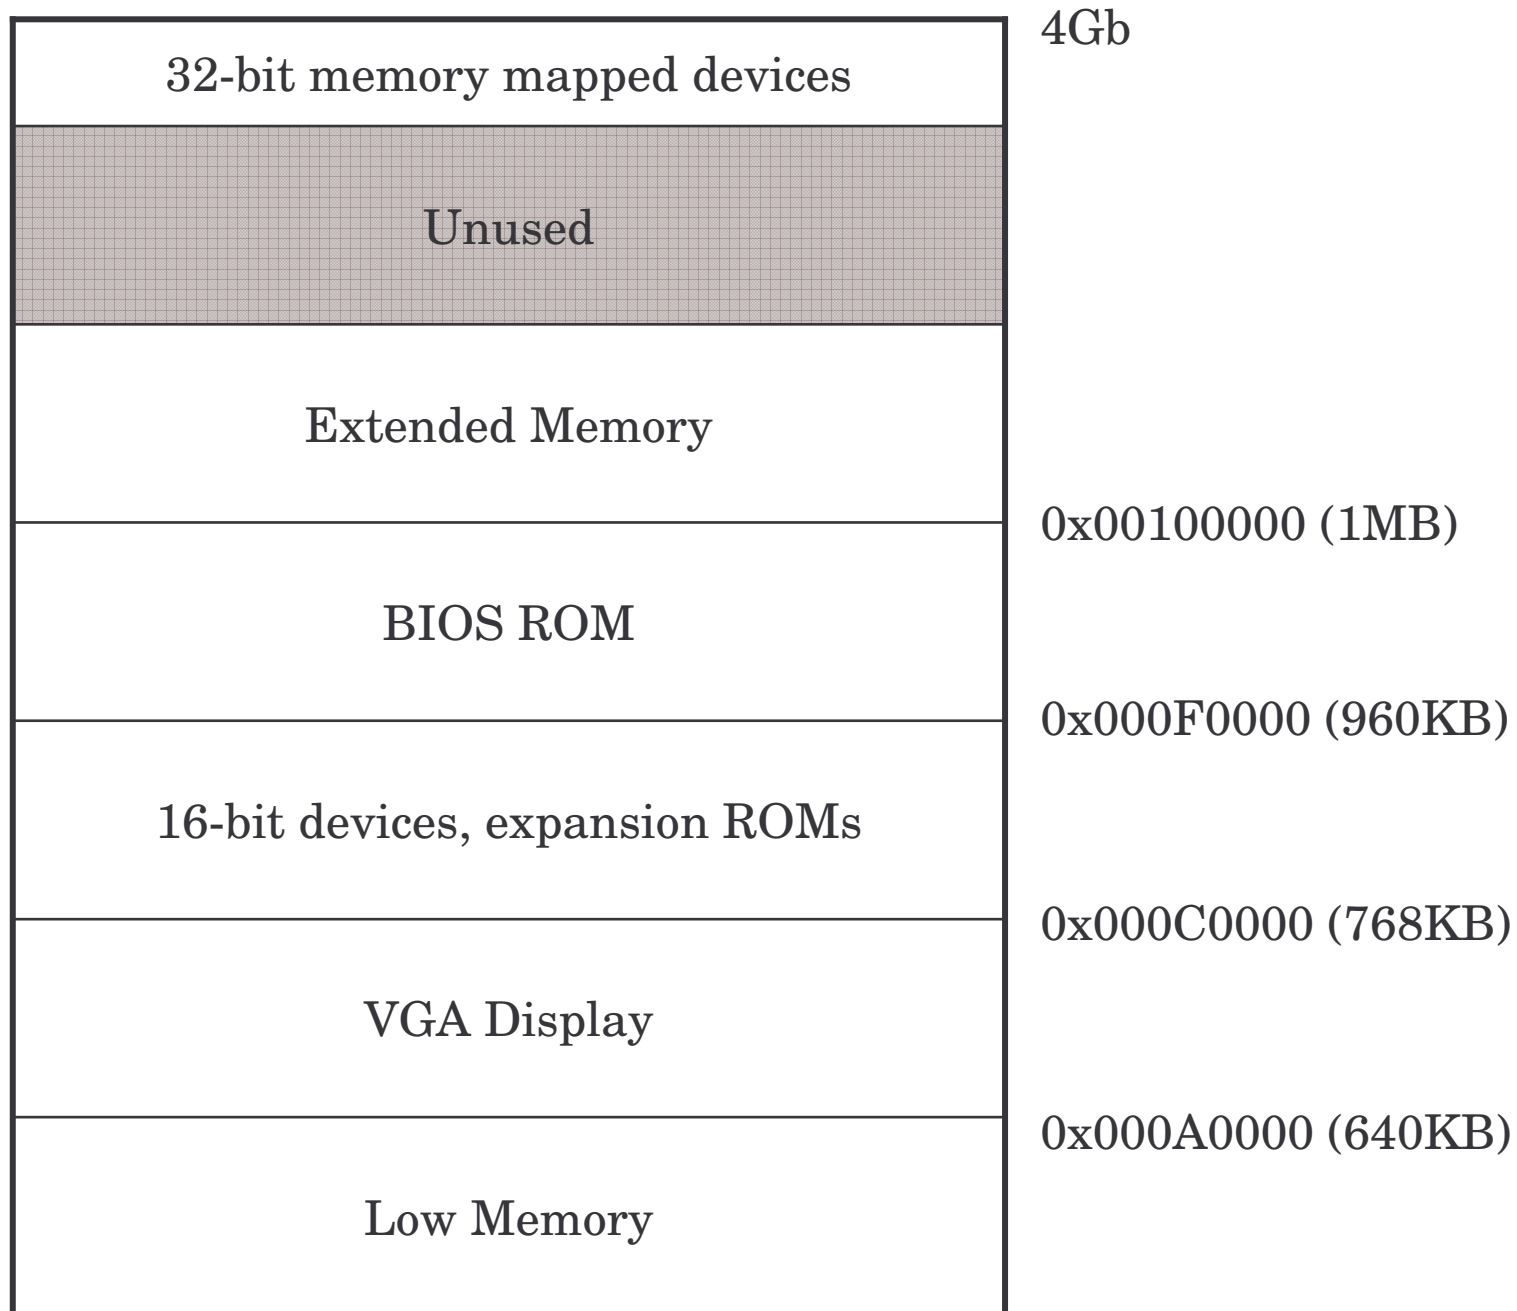 4Gb
32-bit memory mapped devices
Unused
Extended Memory
0x00100000 (1MB)
BIOS ROM
0x000F0000 (960KB)
16-bit devices, expansion ROMs
0x000C0000 (768KB)
VGA Display
0x000A0000 (640KB)
Low Memory